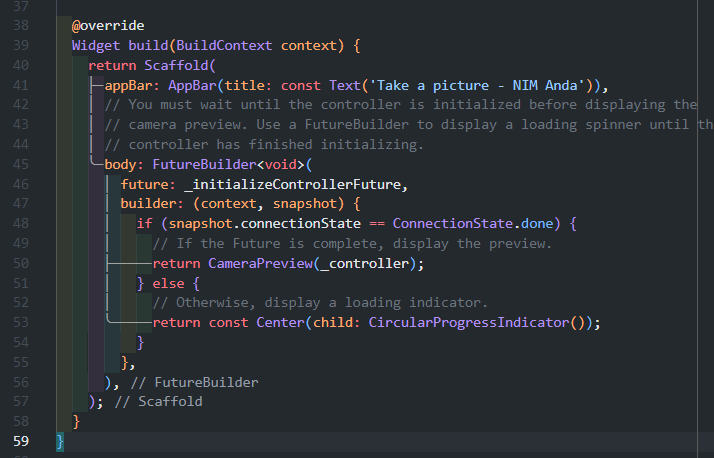 37
38 @override
39 Widget build(BuildContext context) {
40 return Scaffold(
41 appBar: AppBar(title: const Text('Take a picture - NIM Anda')),
42 // You must wait until the controller is initialized before displaying the
43 // camera preview. Use a FutureBuilder to display a loading spinner until th
44 // controller has finished initializing.
45 body: FutureBuilder<void>(
46 future: _initializeControllerFuture,
47 builder: (context, snapshot) {
48 if (snapshot.connectionState == ConnectionState.done) {
49 // If the Future is complete, display the preview.
50 return CameraPreview(_controller);
51 } else {
52 // Otherwise, display a loading indicator.
53 return const Center(child: CircularProgressIndicator());
54 }
55 },
56 ), // FutureBuilder
57 ); // Scaffold
58 }
59 }